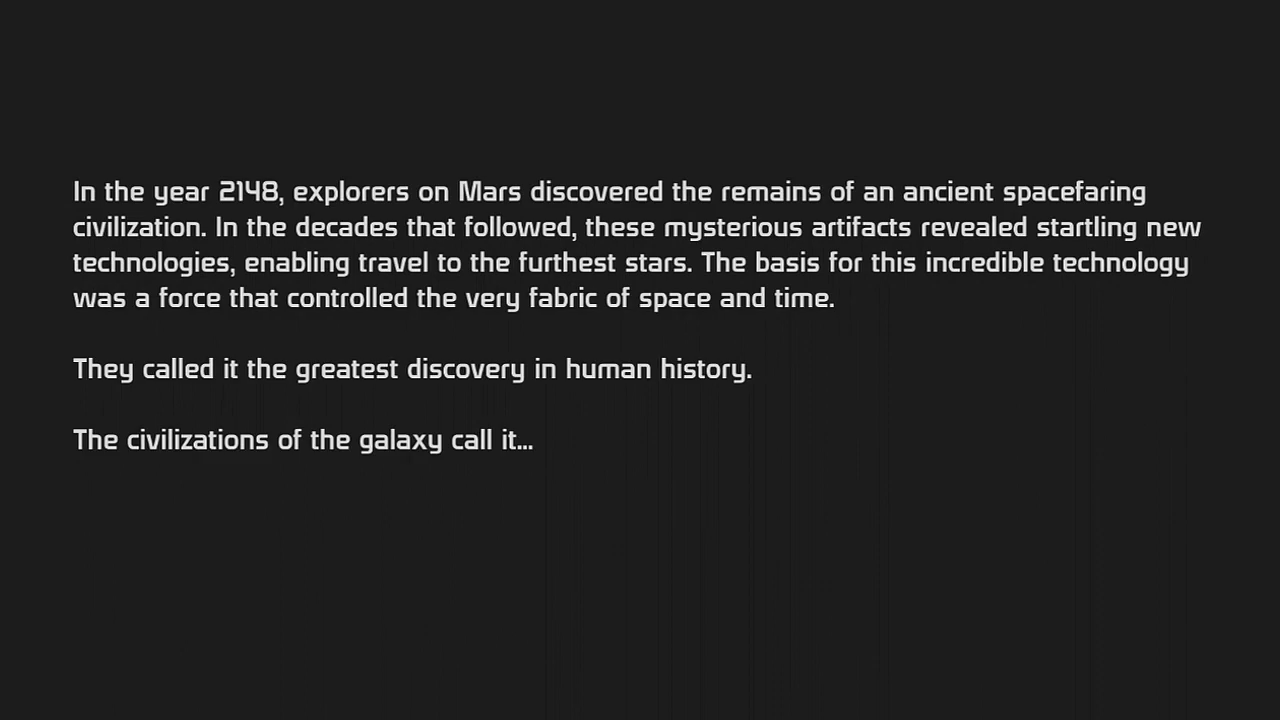 In the year 2148, explorers on Mars discovered the remains of an ancient spacefaring
civilization. In the decades that followed, these mysterious artifacts revealed startling new
technologies, enabling travel to the furthest stars. The basis for this incredible technology
was a force that controlled the very fabric of space and time.
They called it the greatest discovery in human history.
The civilizations of the galaxy call it...